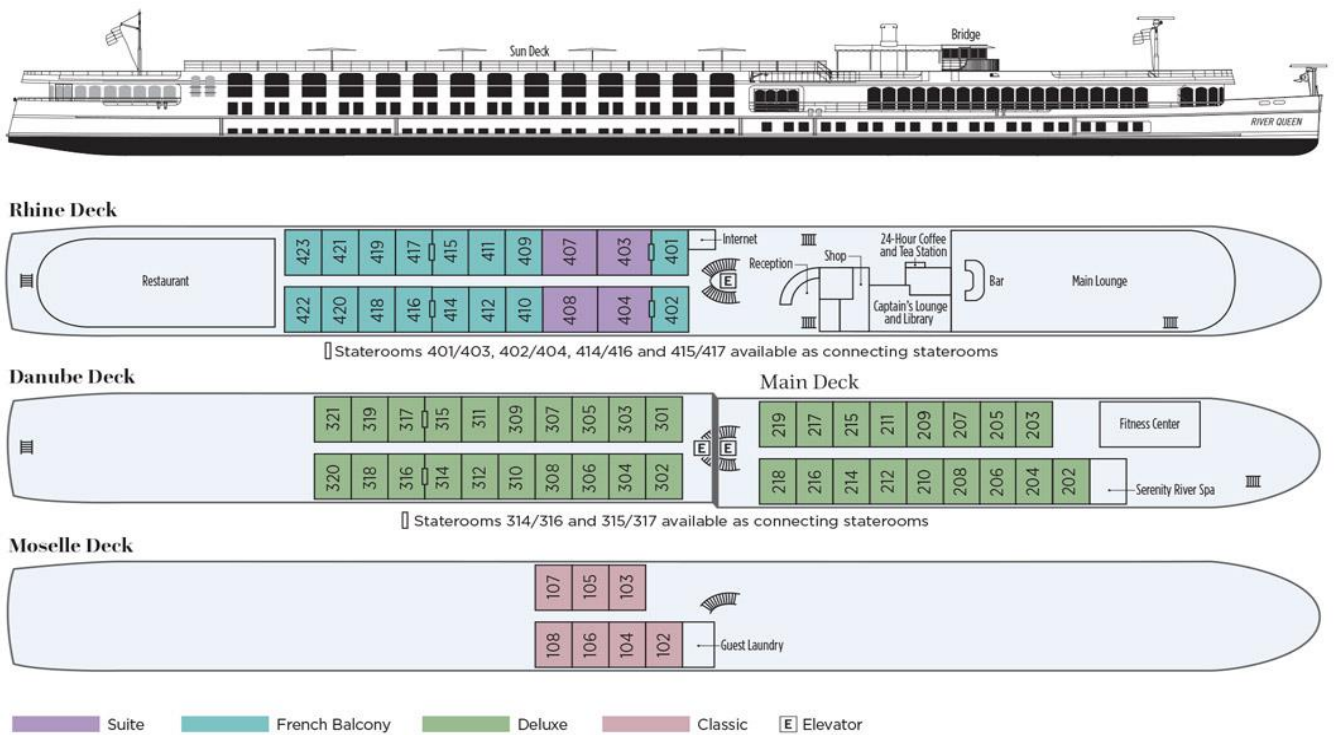 Sun Deck
Bridge
RIVER QUEEN
Rhine Deck
423 421 419 417 415 411 409 407 403 401
Internet
Restaurant
E
Reception
Shop
24-Hour Coffee
and Tea Station
Bar
Main Lounge
Captain's Lounge
and Library
422 420 418 416 414 412 410 408 404 402
Staterooms 401/403, 402/404, 414/416 and 415/417 available as connecting staterooms
Danube Deck
Main Deck
321 319 317 315 311 309 307 305 303 301
219 217 215 211 209 207 205 203
Fitness Center
E E
320 318 316 314 312 310 308 306 304 302
218 216 214 212 210 208 206 204 202
Serenity River Spa
Staterooms 314/316 and 315/317 available as connecting staterooms
Moselle Deck
107 105 103
108 106 104 102
Guest Laundry
Suite
French Balcony
Deluxe
Classic
E Elevator